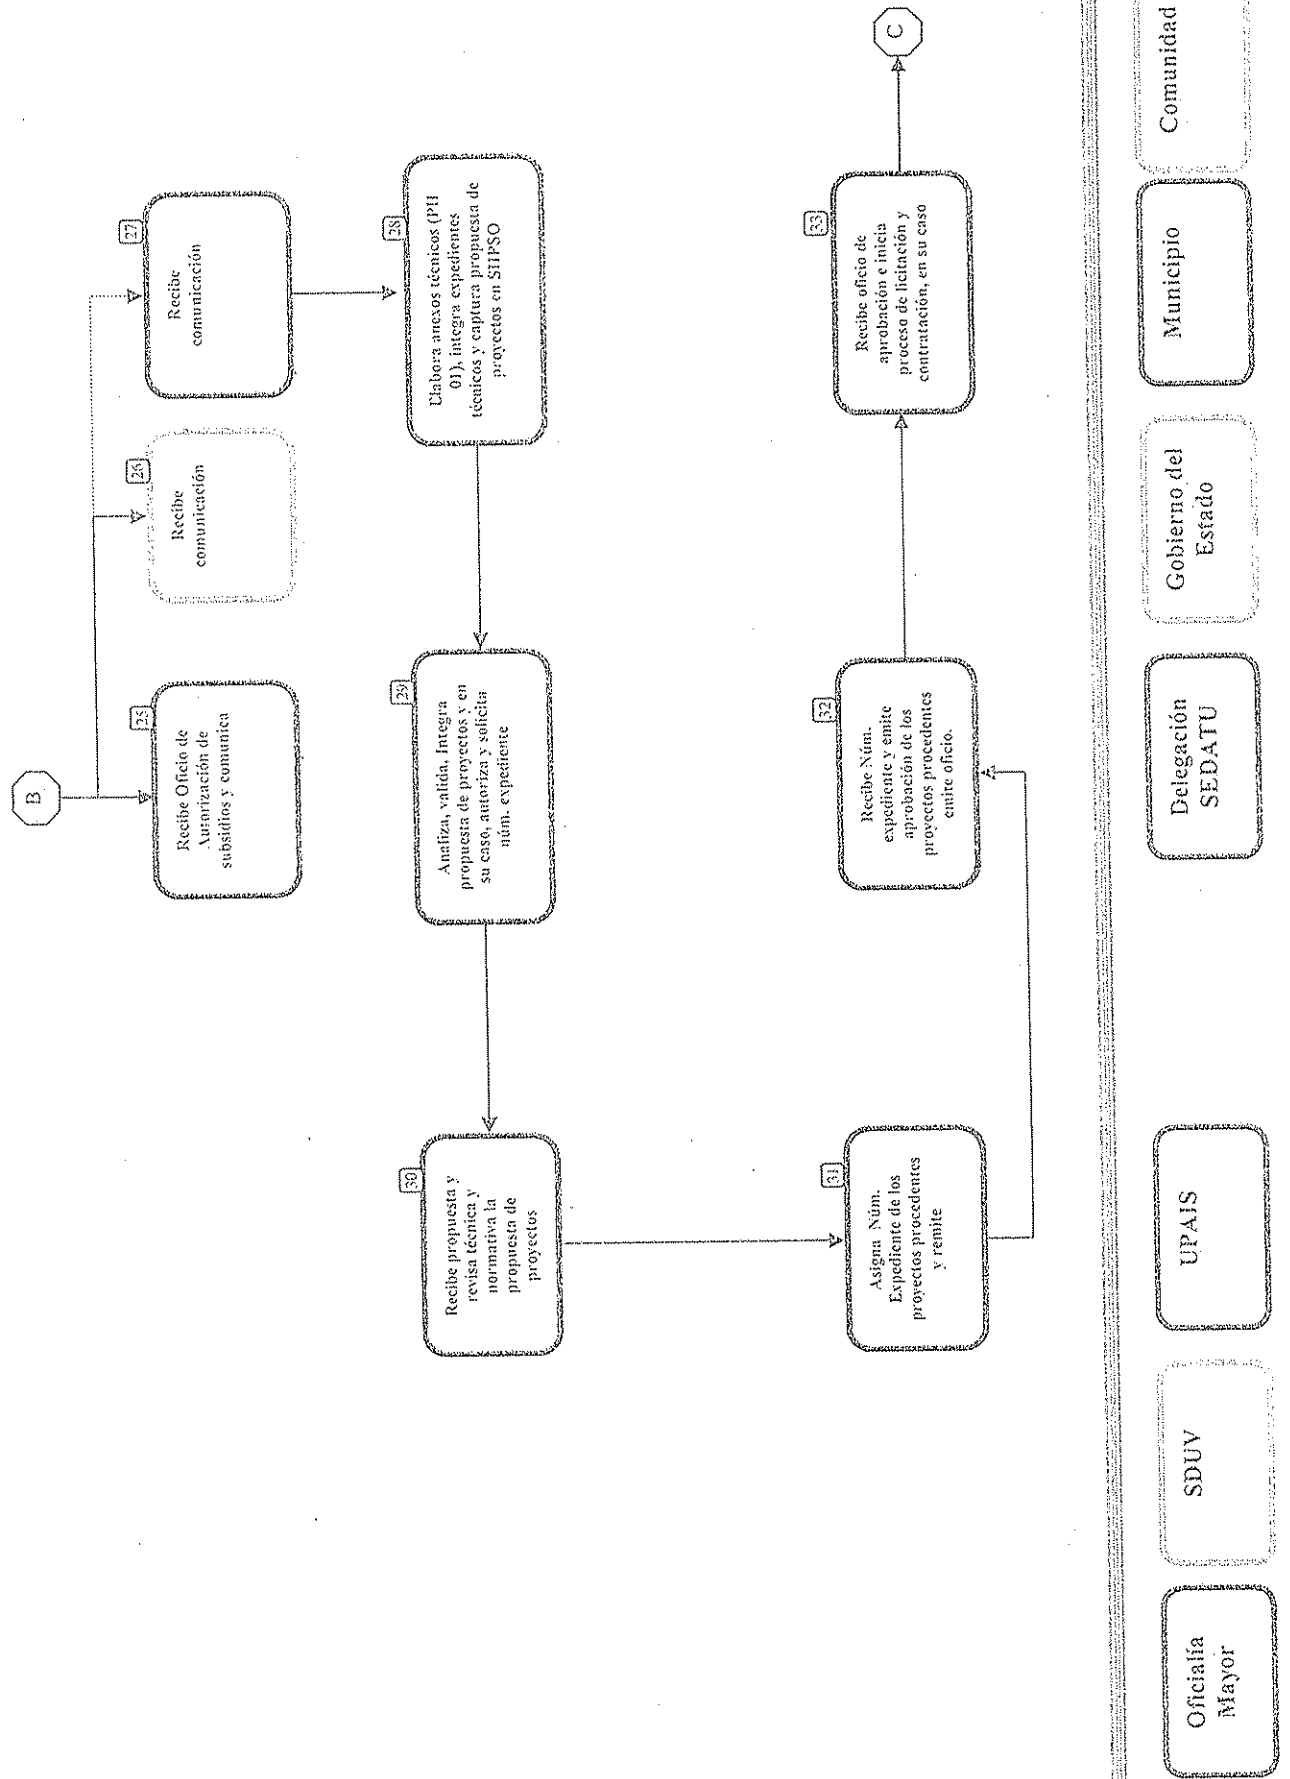 B
25
Recibe Oficio de
Autorización de
subsidios y comunica
26
Recibe
comunicación
27
Recibe
comunicación
28
Elabora anexos técnicos (PH
01), integra expedientes
técnicos y captura propuesta de
proyectos en SIIPSO
29
Analiza, valida, Integra
propuesta de proyectos y en
su caso, autoriza y solicita
núm. expediente
30
Recibe propuesta y
revisa técnica y
normativa la
propuesta de
proyectos
31
Asigna Núm.
Expediente de los
proyectos procedentes
y remite
32
Recibe Núm.
expediente y emite
aprobación de los
proyectos procedentes
emite oficio.
33
Recibe oficio de
aprobación e inicia
proceso de licitación y
contratación, en su caso
C
Oficialía
Mayor
SDUV
UPAIS
Delegación
SEDATU
Gobierno del
Estado
Municipio
Comunidad